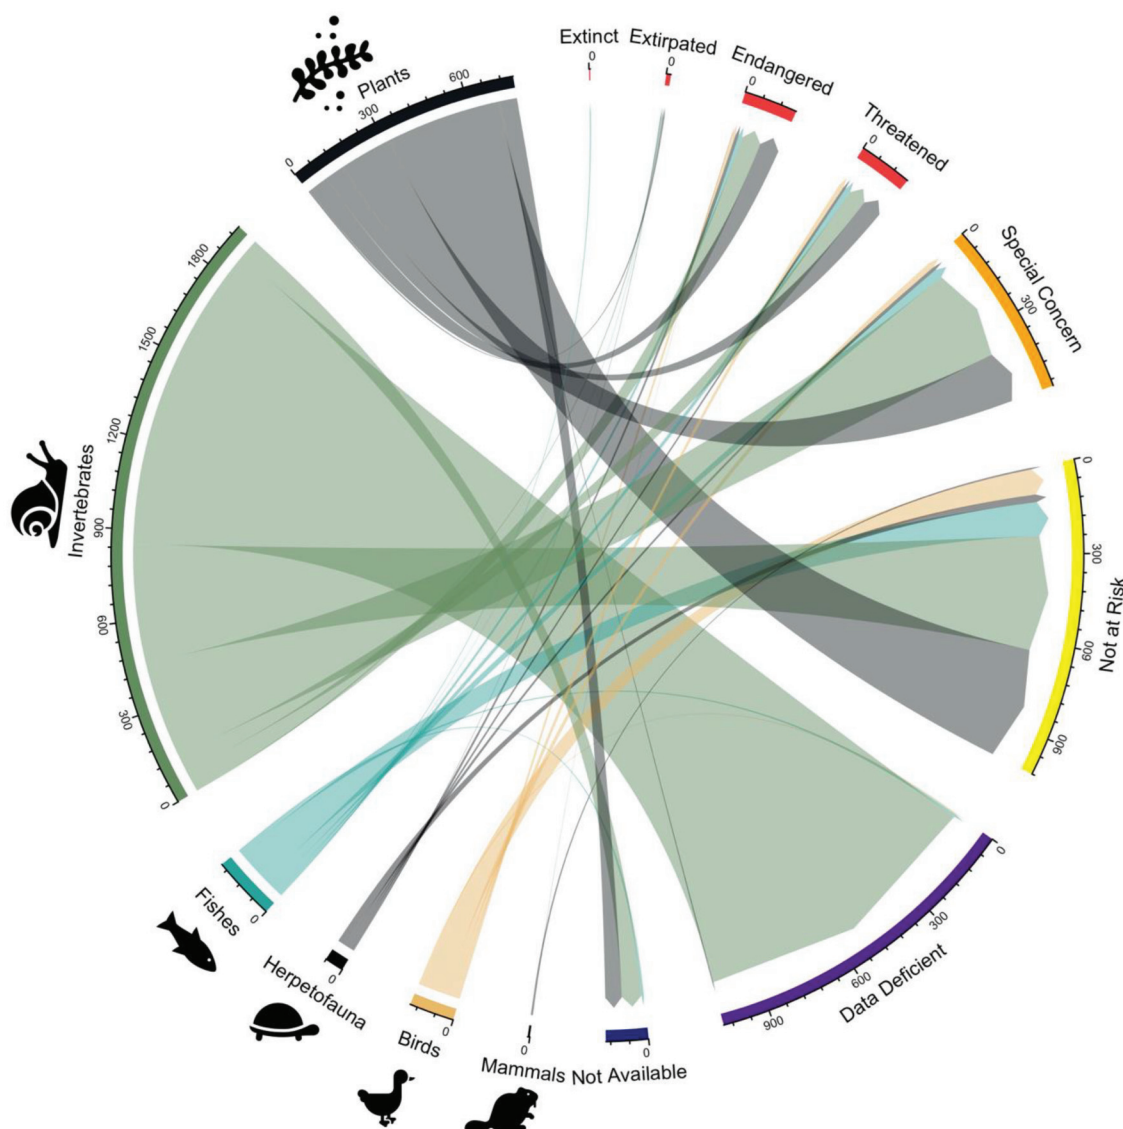 Extinct
0
Extirpated
0
Endangered
0
Threatened
0
Special Concern
0
300
Not at Risk
0
300
600
900
Data Deficient
0
300
600
900
Not Available
0
Mammals
0
Birds
0
Herpetofauna
0
Fishes
0
Invertebrates
0
300
600
900
1200
1500
1800
Plants
0
300
600